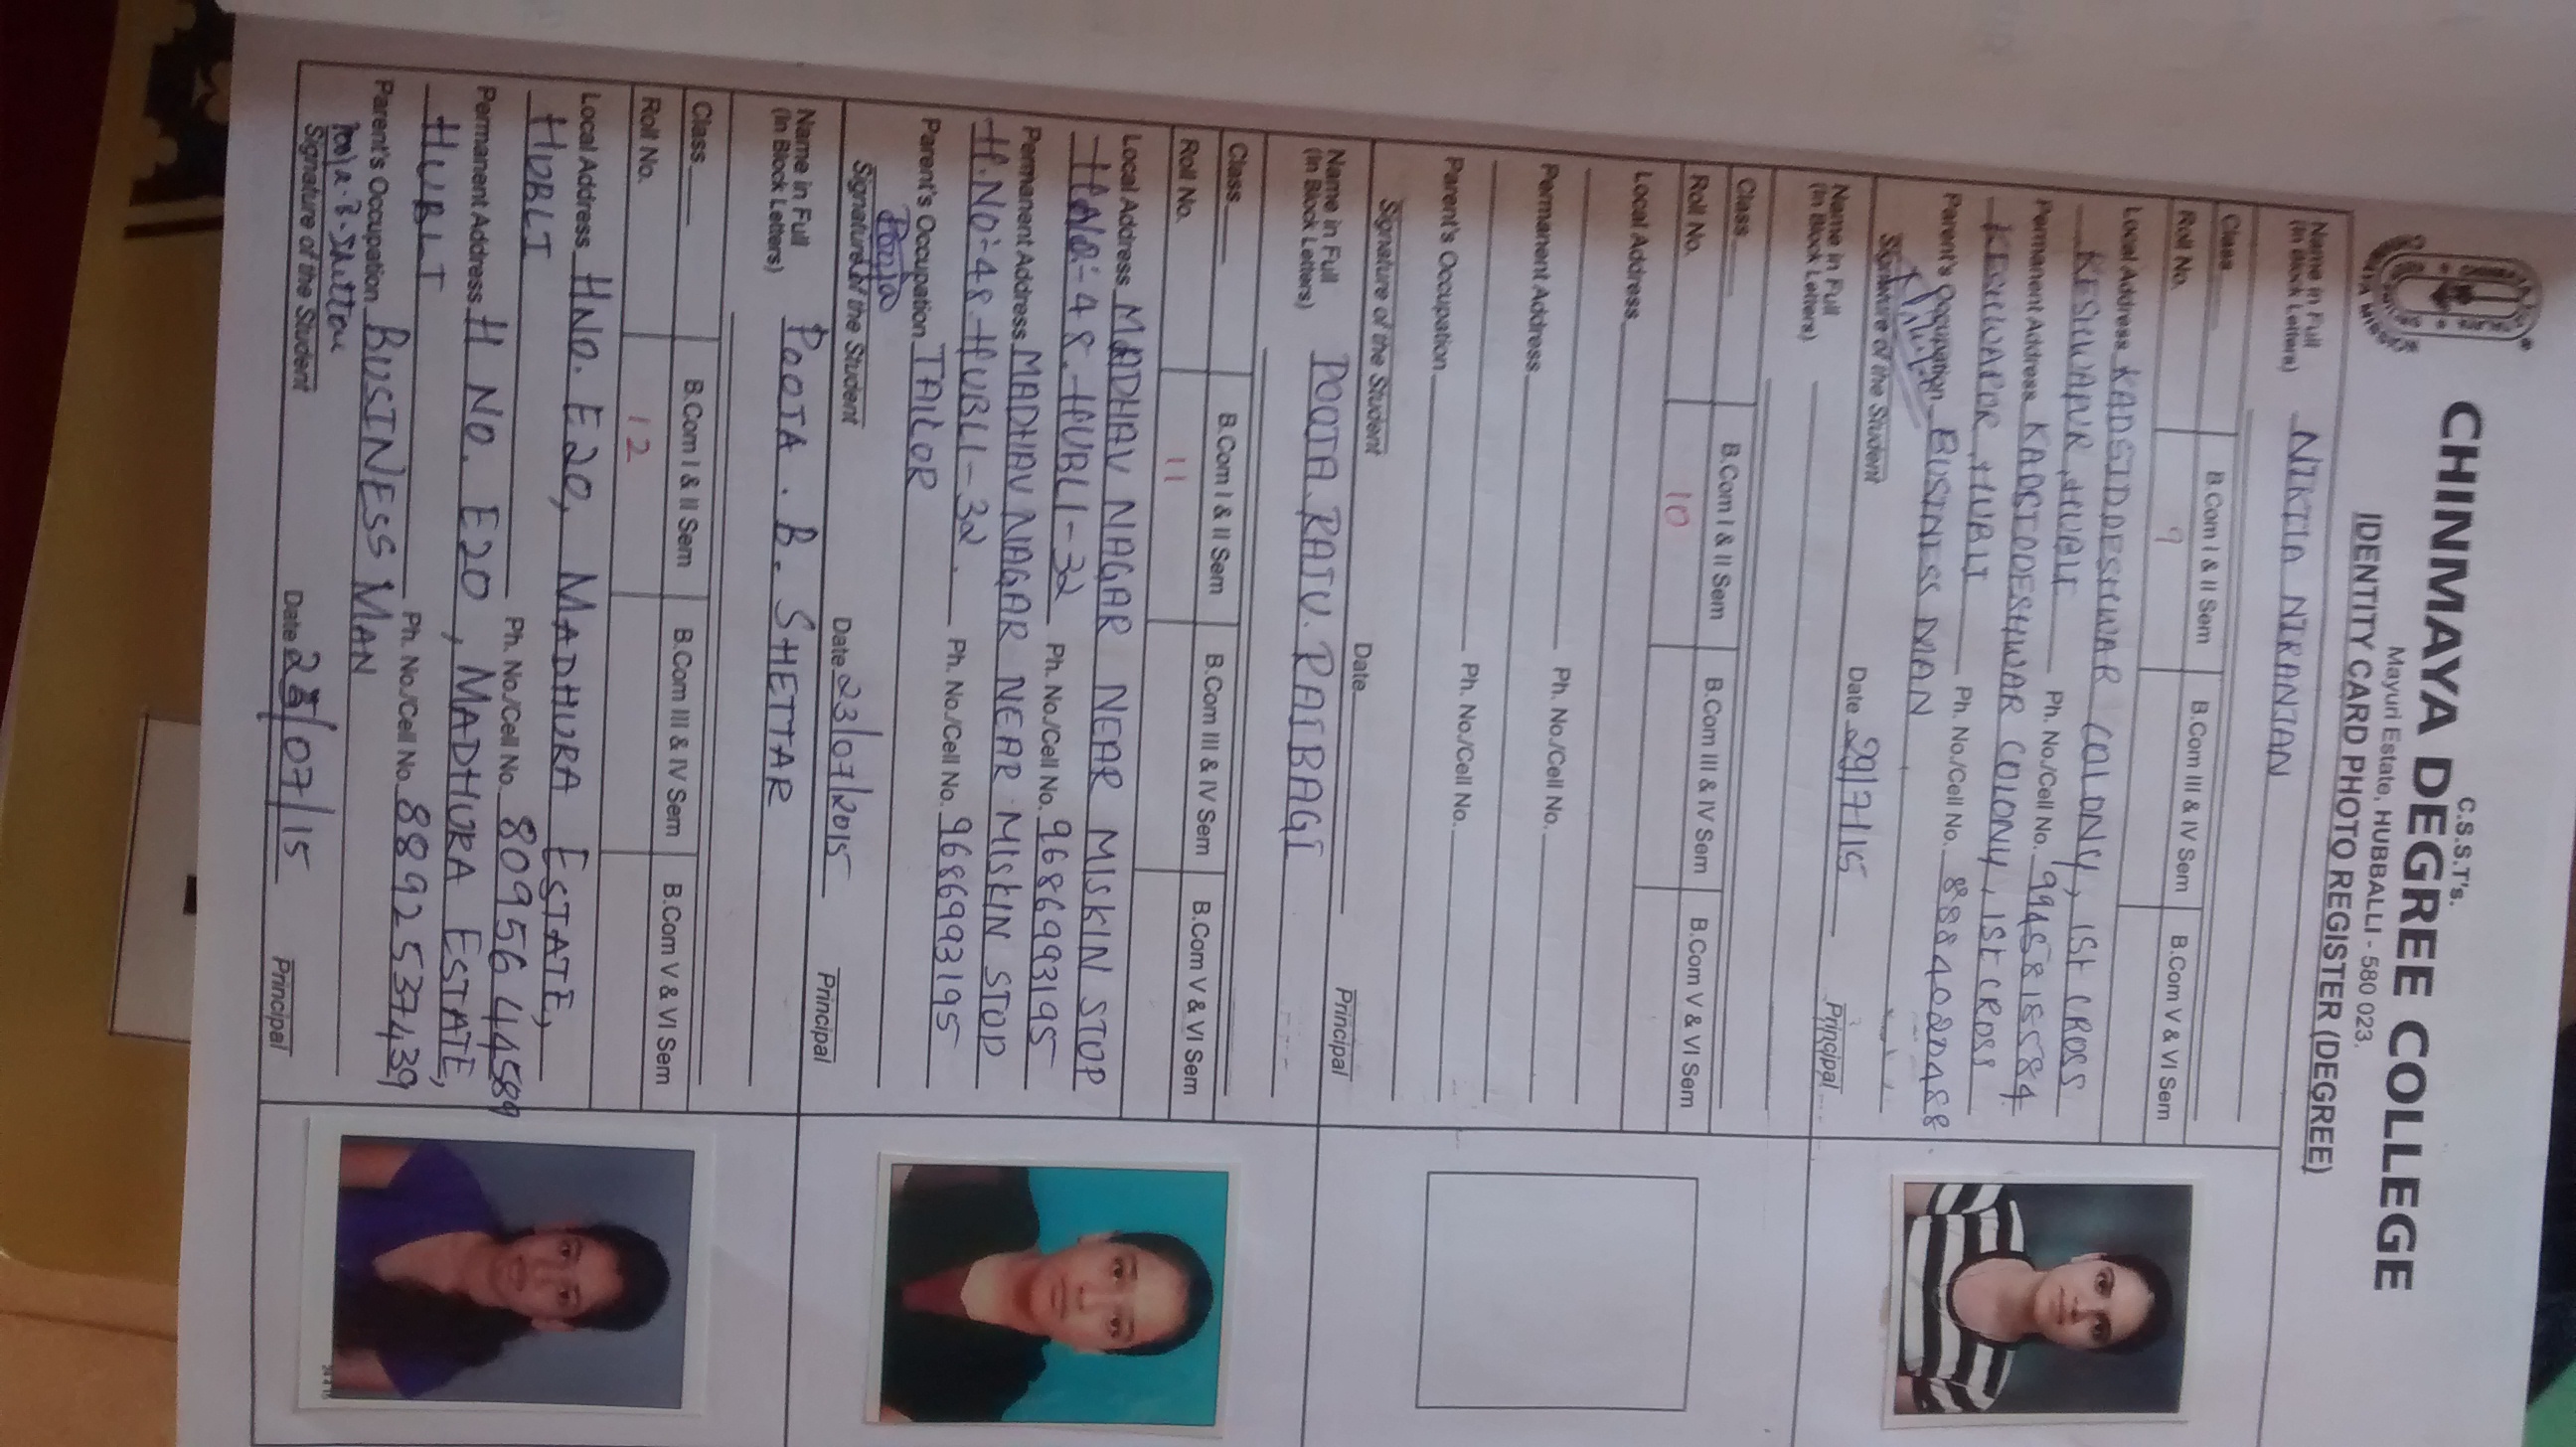 C.S.S.T's.
CHINMAYA DEGREE COLLEGE
Mayuri Estate, HUBBALLI - 580 023.
IDENTITY CARD PHOTO REGISTER (DEGREE)
Name in Full NIKITA NIRANJAN
(In Block Letters)
Class B.Com I & II Sem B.Com III & IV Sem B.Com V & VI Sem
Roll No. 9
Local Address KADSIDDESHWAR COLONY, 1St CROSS
KESHWAPUR, HUBLI Ph. No./Cell No. 9945815584
Permanent Address KADSIDDESHWAR COLONY, 1St CROSS
KESHWAPUR, HUBLI Ph. No./Cell No. 8884020488
Parent's Occupation BUSINESS MAN
Signature of the Student Date 29/7/15 Principal
Name in Full
(In Block Letters)
Class B.Com I & II Sem B.Com III & IV Sem B.Com V & VI Sem
Roll No. 10
Local Address
Ph. No./Cell No.
Permanent Address
Ph. No./Cell No.
Parent's Occupation
Signature of the Student Date Principal
Name in Full POOJA. RAJU. RAIBAGI
(In Block Letters)
Class B.Com I & II Sem B.Com III & IV Sem B.Com V & VI Sem
Roll No. 11
Local Address MADHAV NAGAR NEAR MISKIN STOP
H.NO:-48. HUBLI-32 Ph. No./Cell No. 9686993195
Permanent Address MADHAV NAGAR NEAR MISKIN STOP
H.NO:-48 HUBLI-32. Ph. No./Cell No. 9686993195
Parent's Occupation TAILOR
Pooja
Signature of the Student Date 23/07/2015 Principal
Name in Full POOJA. B. SHETTAR
(In Block Letters)
Class B.Com I & II Sem B.Com III & IV Sem B.Com V & VI Sem
Roll No. 12
Local Address HNO. E20, MADHURA ESTATE,
HUBLI Ph. No./Cell No. 8095644589
Permanent Address H NO. E20, MADHURA ESTATE,
HUBLI Ph. No./Cell No. 8892537439
Parent's Occupation BUSINESS MAN
Pooja.B.Shettar
Signature of the Student Date 28/07/15 Principal